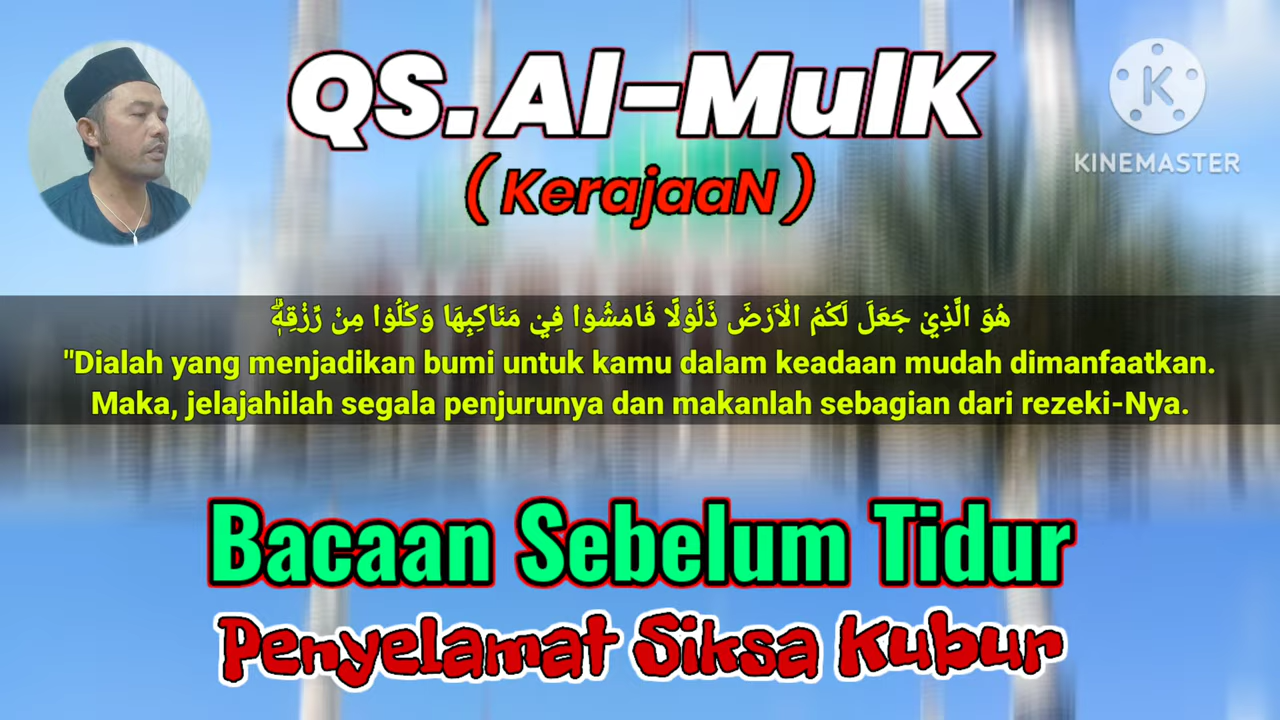 QS. Al-MulK
K
KINEMASTER
( KerajaaN )
هُوَ الَّذِيْ جَعَلَ لَكُمُ الْاَرْضَ ذَلُوْلًا فَامْشُوْا فِيْ مَنَاكِبِهَا وَكُلُوْا مِنْ رِّزْقِهٖۗ
"Dialah yang menjadikan bumi untuk kamu dalam keadaan mudah dimanfaatkan.
Maka, jelajahilah segala penjurunya dan makanlah sebagian dari rezeki-Nya.
Bacaan Sebelum Tidur
Penyelamat Siksa Kubur